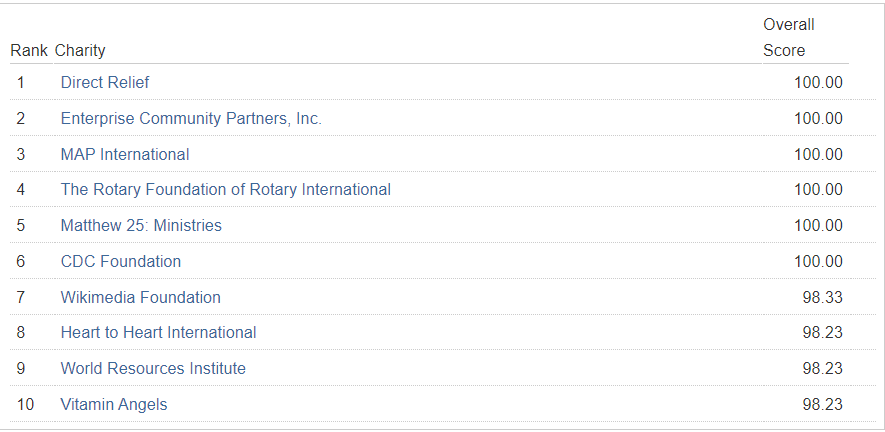 Overall
Rank Charity Score
1 Direct Relief 100.00
2 Enterprise Community Partners, Inc. 100.00
3 MAP International 100.00
4 The Rotary Foundation of Rotary International 100.00
5 Matthew 25: Ministries 100.00
6 CDC Foundation 100.00
7 Wikimedia Foundation 98.33
8 Heart to Heart International 98.23
9 World Resources Institute 98.23
10 Vitamin Angels 98.23